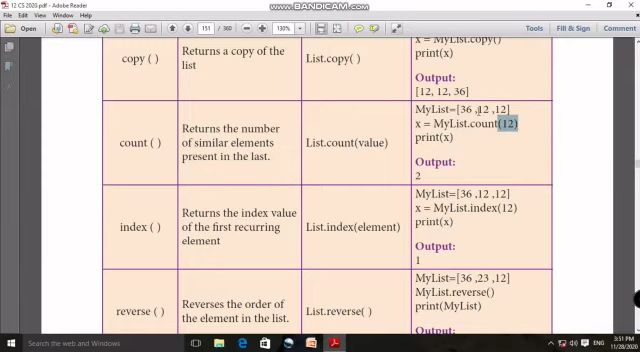 12 CS 2020.pdf - Adobe Reader
WWW.BANDICAM.COM
File Edit View Window Help
Open
151 / 360
130%
Tools Fill & Sign Comment
copy ( )
Returns a copy of the
list
List.copy( )
x = MyList.copy()
print(x)
Output:
[12, 12, 36]
count ( )
Returns the number
of similar elements
present in the last.
List.count(value)
MyList=[36 ,12 ,12]
x = MyList.count(12)
print(x)
Output:
2
index ( )
Returns the index value
of the first recurring
element
List.index(element)
MyList=[36 ,12 ,12]
x = MyList.index(12)
print(x)
Output:
1
reverse ( )
Reverses the order of
the element in the list.
List.reverse( )
MyList=[36 ,23 ,12]
MyList.reverse()
print(MyList)
Output:
Search the web and Windows
ENG
3:51 PM
11/28/2020